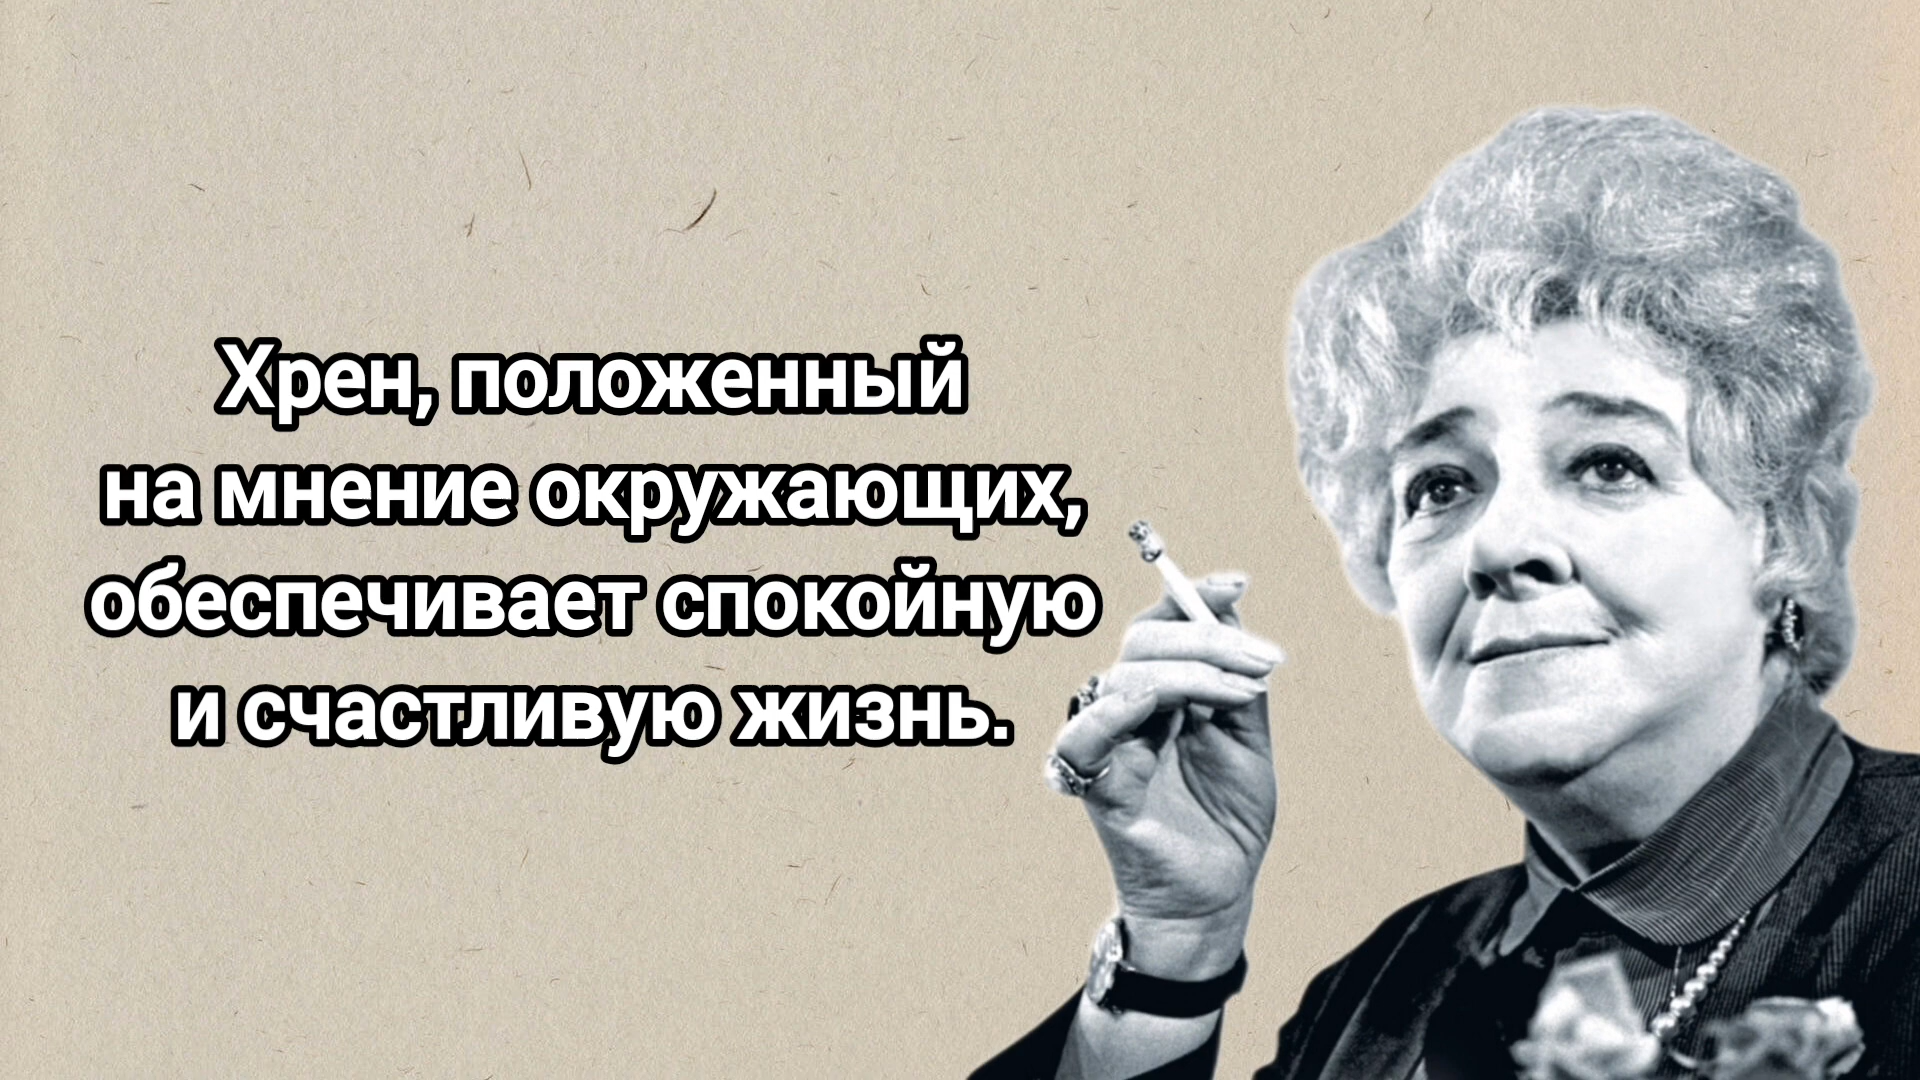 Хрен, положенный
на мнение окружающих,
обеспечивает спокойную
и счастливую жизнь.